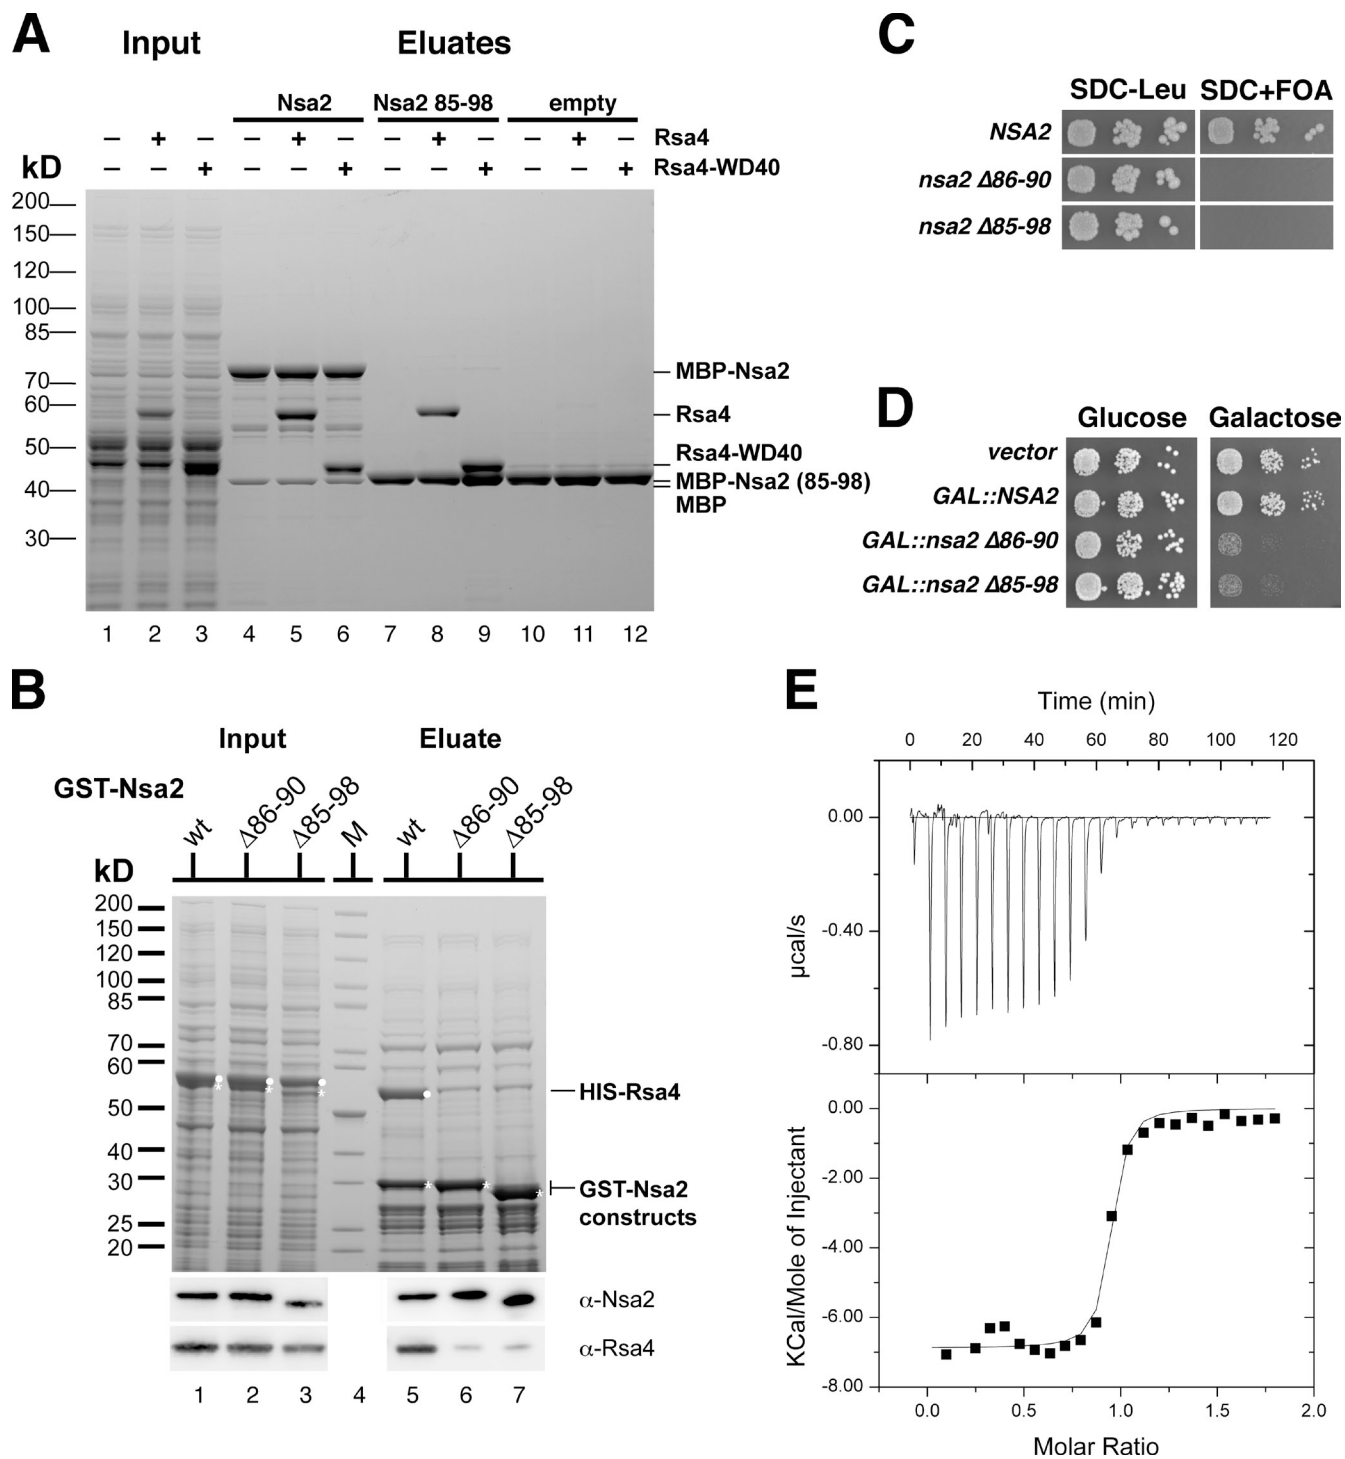 A
Input
Eluates
Nsa2
Nsa2 85-98
empty
– + – – + – – + – – + – Rsa4
kD – – + – – + – – + – – + Rsa4-WD40
200
150
120
100
85
70
60
50
40
30
MBP-Nsa2
Rsa4
Rsa4-WD40
MBP-Nsa2 (85-98)
MBP
1 2 3 4 5 6 7 8 9 10 11 12
B
Input
Eluate
GST-Nsa2
wt Δ86-90 Δ85-98 M wt Δ86-90 Δ85-98
kD
200
150
120
100
85
70
60
50
40
30
25
20
HIS-Rsa4
GST-Nsa2
constructs
α-Nsa2
α-Rsa4
1 2 3 4 5 6 7
C
SDC-Leu SDC+FOA
NSA2
nsa2 Δ86-90
nsa2 Δ85-98
D
Glucose Galactose
vector
GAL::NSA2
GAL::nsa2 Δ86-90
GAL::nsa2 Δ85-98
E
Time (min)
0 20 40 60 80 100 120
0.00
-0.40
-0.80
μcal/s
0.00
-2.00
-4.00
-6.00
-8.00
KCal/Mole of Injectant
0.0 0.5 1.0 1.5 2.0
Molar Ratio